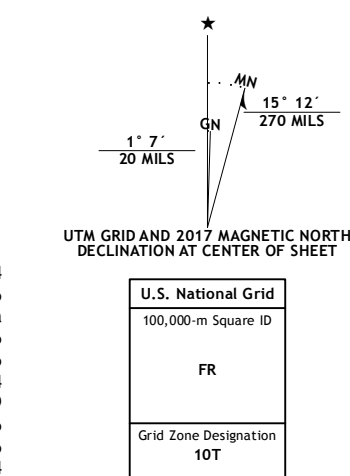 MN
15° 12´
270 MILS
GN
1° 7´
20 MILS
UTM GRID AND 2017 MAGNETIC NORTH
DECLINATION AT CENTER OF SHEET
U.S. National Grid
100,000-m Square ID
FR
Grid Zone Designation
10T